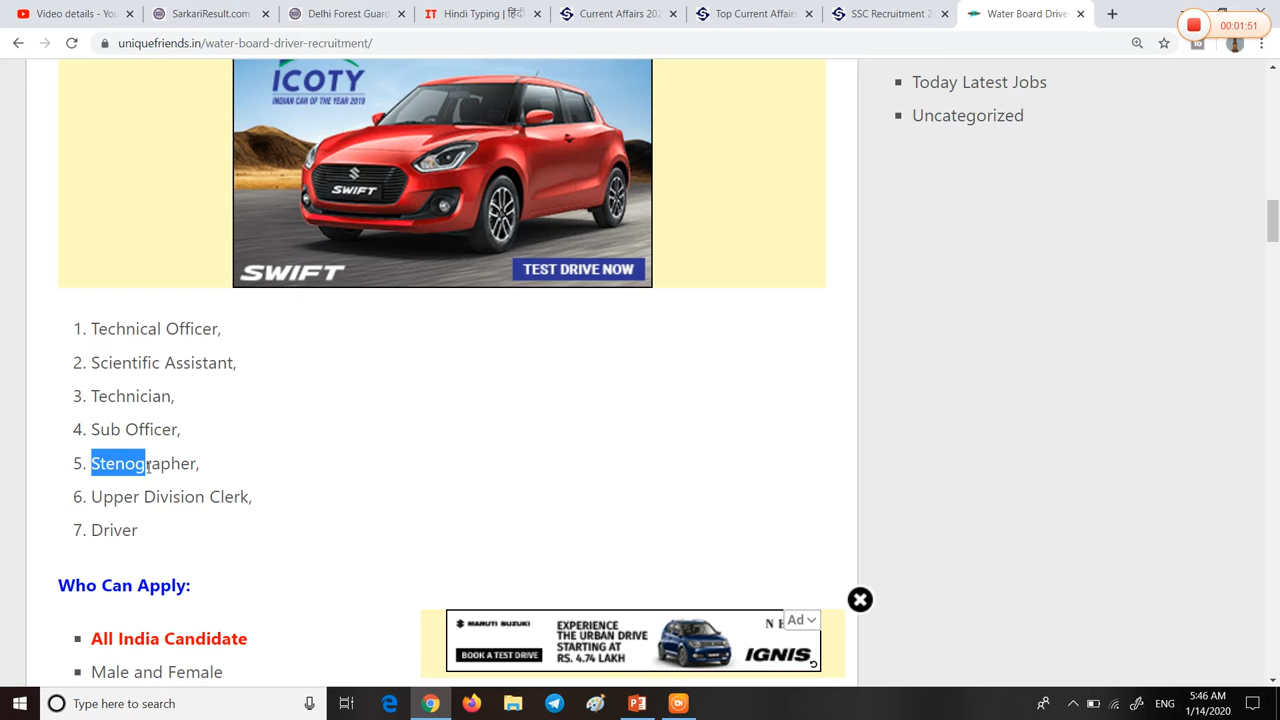 Video details - You
SarkariResult.com
Delhi Forest Guar
Hindi Typing |
Current Affairs 202
Top Current Affairs
SSC Recruitment 2
Water Board Drive
00:01:51
uniquefriends.in/water-board-driver-recruitment/
ICOTY
INDIAN CAR OF THE YEAR 2019
SWIFT
SWIFT
TEST DRIVE NOW
Today Latest Jobs
Uncategorized
1. Technical Officer,
2. Scientific Assistant,
3. Technician,
4. Sub Officer,
5. Stenographer,
6. Upper Division Clerk,
7. Driver
Who Can Apply:
All India Candidate
Male and Female
MARUTI SUZUKI
BOOK A TEST DRIVE
EXPERIENCE
THE URBAN DRIVE
STARTING AT
RS. 4.74 LAKH
Ad
IGNIS
Type here to search
ENG
5:46 AM
1/14/2020